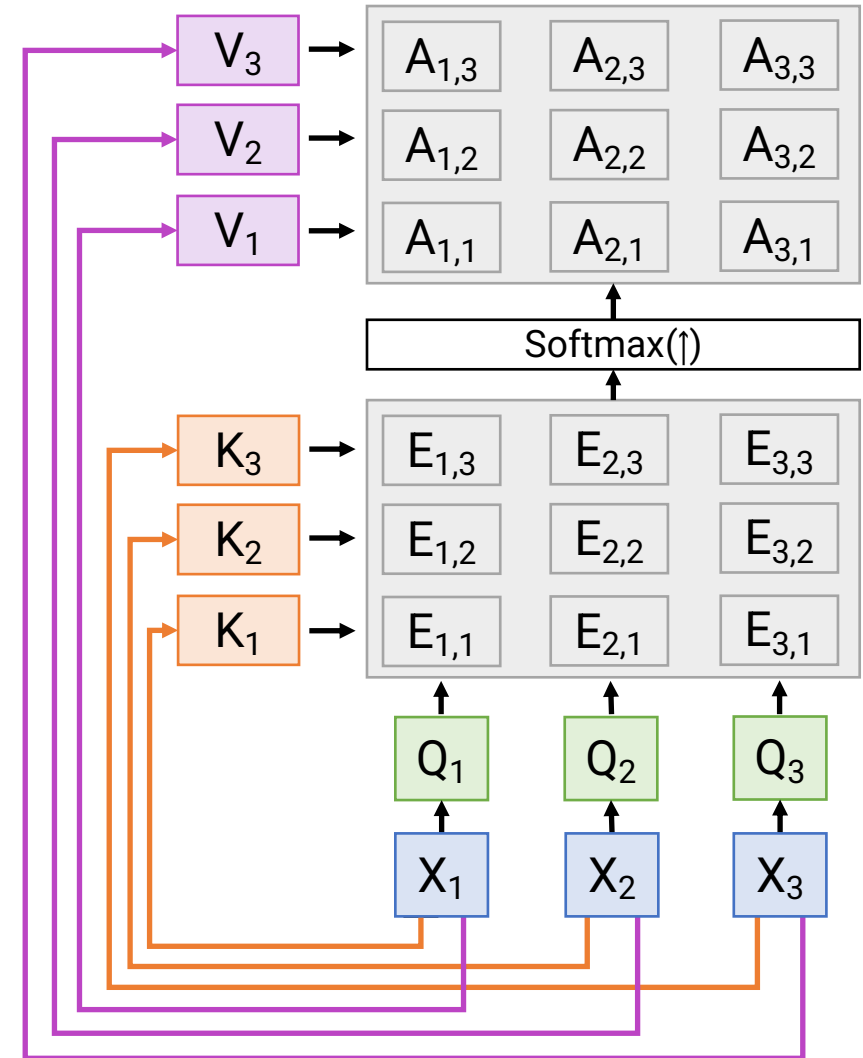 V₃ A₁,₃ A₂,₃ A₃,₃
V₂ A₁,₂ A₂,₂ A₃,₂
V₁ A₁,₁ A₂,₁ A₃,₁
Softmax(↑)
K₃ E₁,₃ E₂,₃ E₃,₃
K₂ E₁,₂ E₂,₂ E₃,₂
K₁ E₁,₁ E₂,₁ E₃,₁
Q₁ Q₂ Q₃
X₁ X₂ X₃